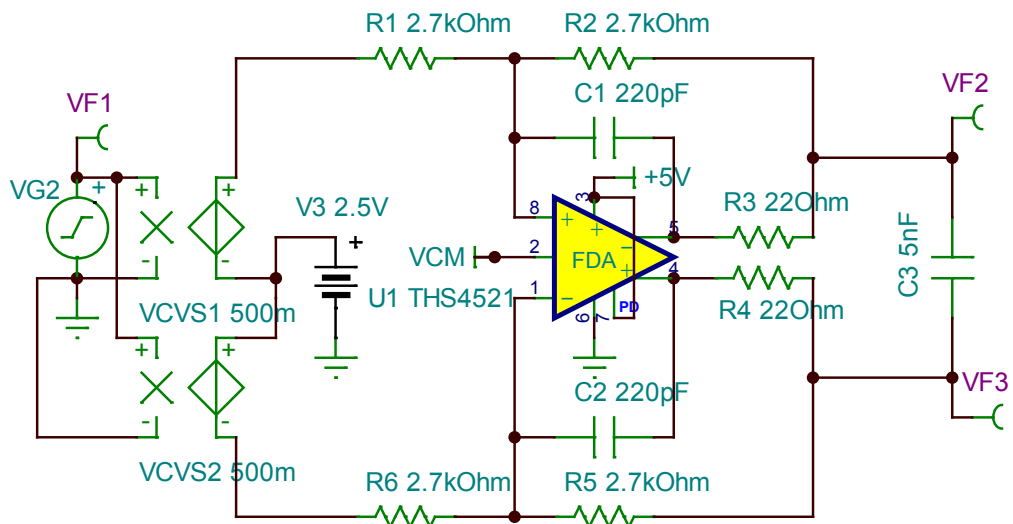 R1 2.7kOhm
R2 2.7kOhm
VF1
C1 220pF
VF2
VG2
+
+
+
+5V
V3 2.5V
+
8
+
3
+
5
-
R3 22Ohm
VCM
2
FDA
C3 5nF
-
-
U1 THS4521
1
-
+
4
R4 22Ohm
VCVS1 500m
6
7
PD
+
+
C2 220pF
VF3
-
-
VCVS2 500m
R6 2.7kOhm
R5 2.7kOhm